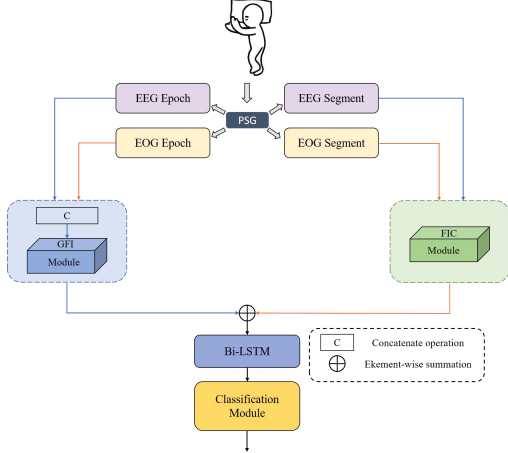 EEG Epoch
EEG Segment
PSG
EOG Epoch
EOG Segment
C
GFI
Module
FIC
Module
Bi-LSTM
C Concatenate operation
Ekement-wise summation
Classification
Module